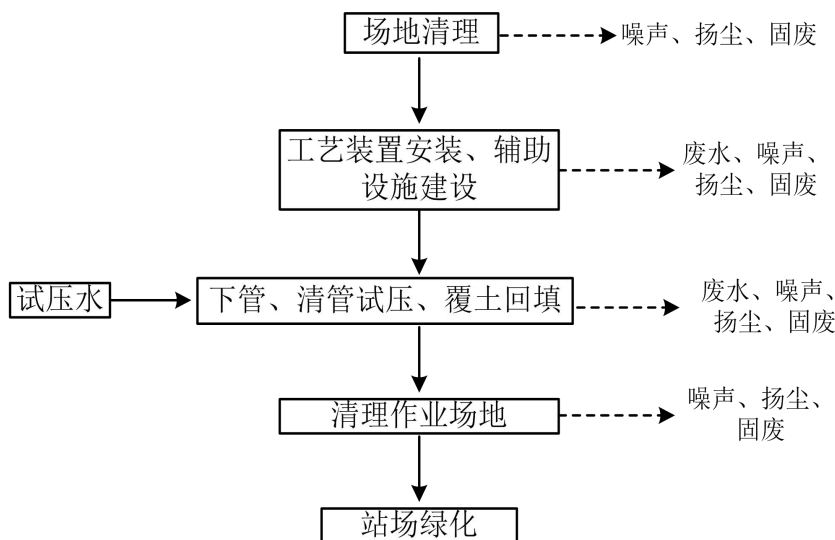 场地清理
噪声、扬尘、固废
工艺装置安装、辅助
设施建设
废水、噪声、
扬尘、固废
试压水
下管、清管试压、覆土回填
废水、噪声、
扬尘、固废
清理作业场地
噪声、扬尘、
固废
站场绿化